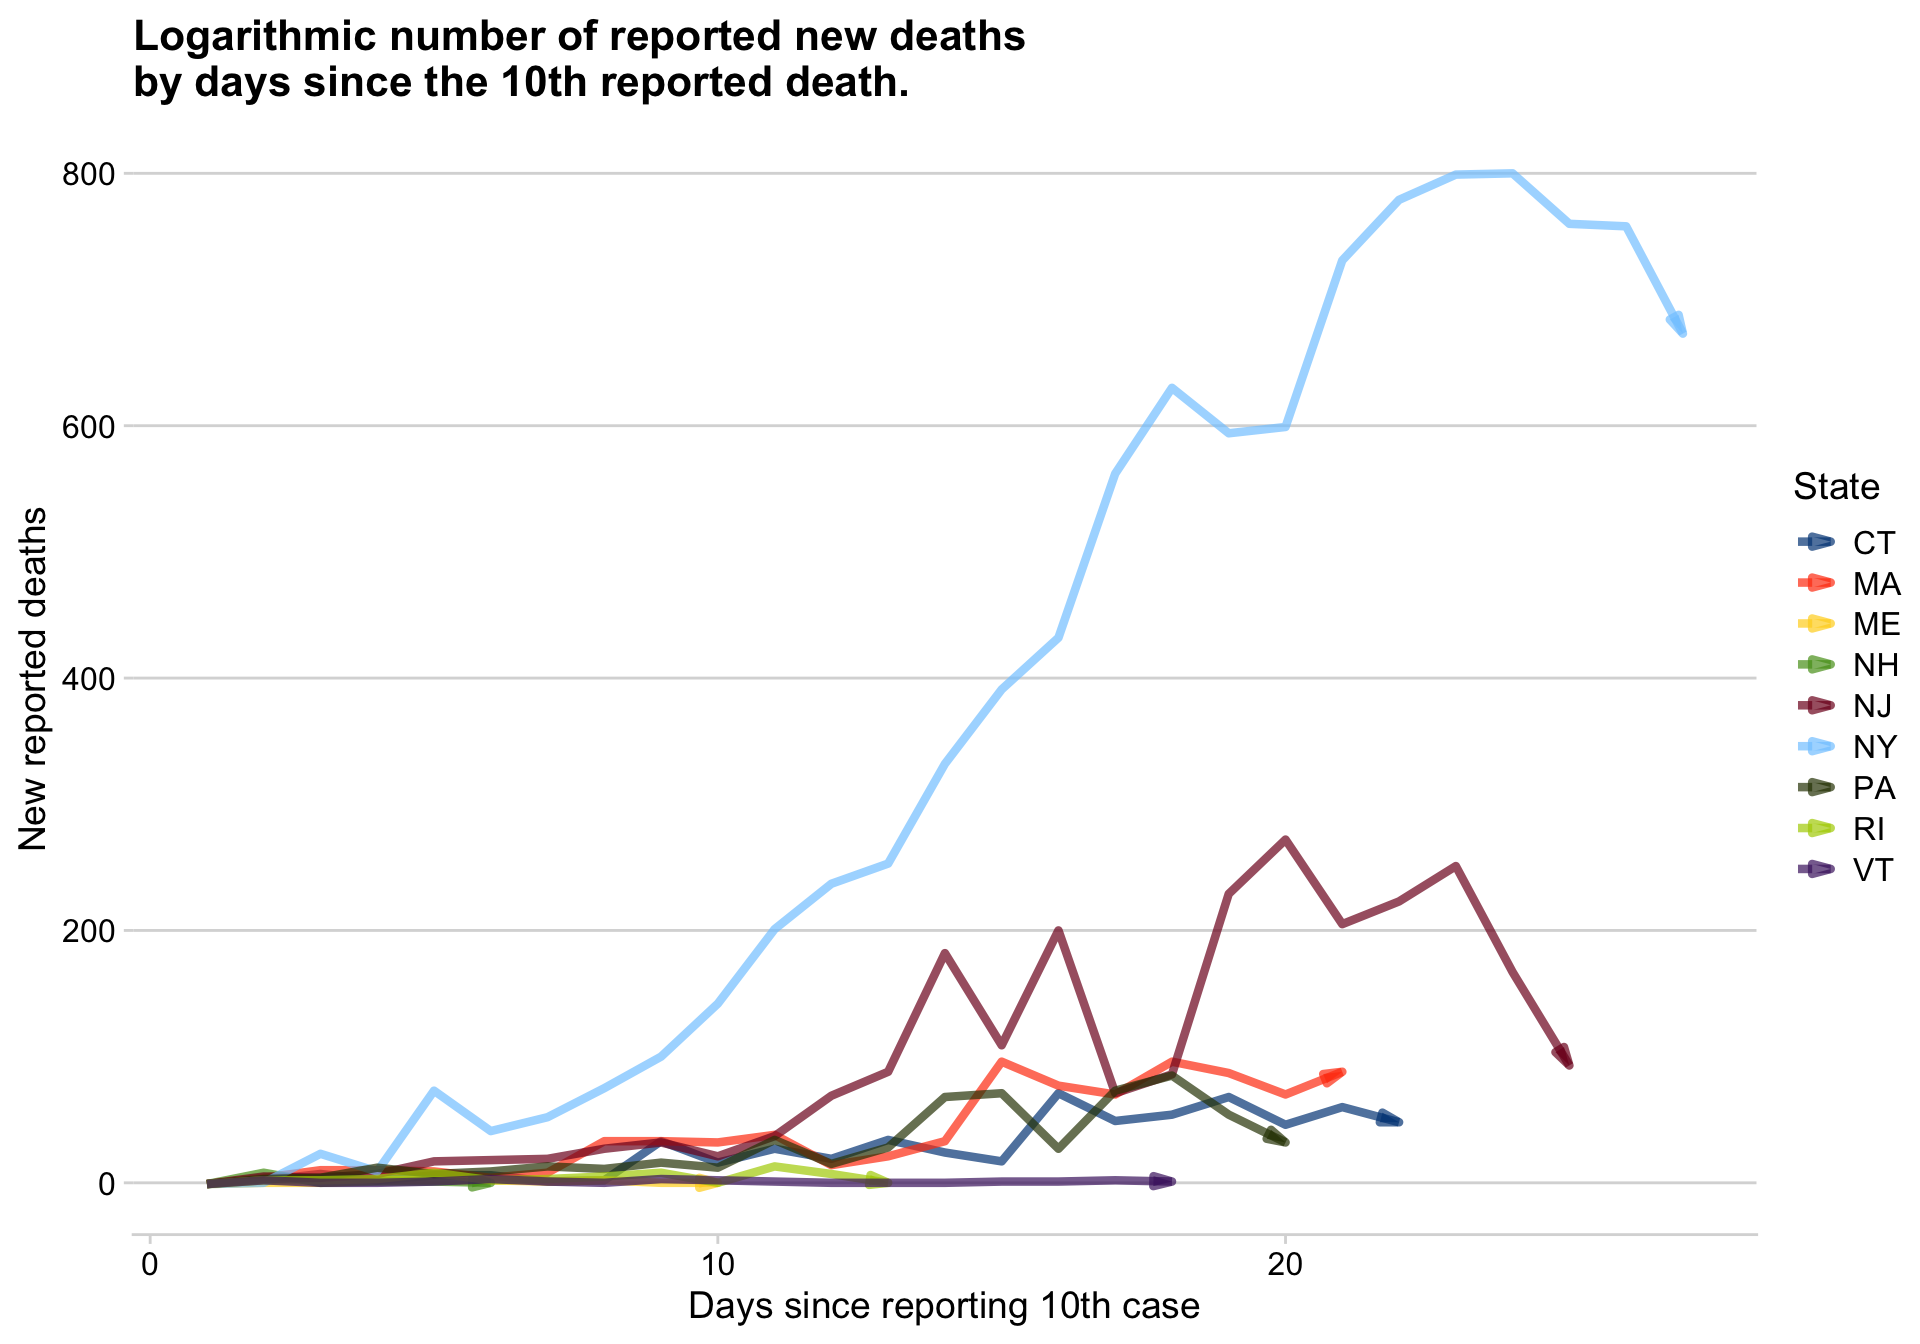 Logarithmic number of reported new deaths
by days since the 10th reported death.
800
600
400
200
0
New reported deaths
0
10
20
Days since reporting 10th case
State
CT
MA
ME
NH
NJ
NY
PA
RI
VT